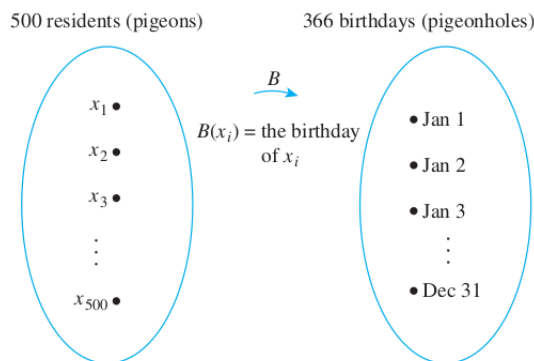 500 residents (pigeons)
366 birthdays (pigeonholes)
B
x₁
x₂
x₃
⋮
x₅₀₀
B(xᵢ) = the birthday
of xᵢ
Jan 1
Jan 2
Jan 3
⋮
Dec 31